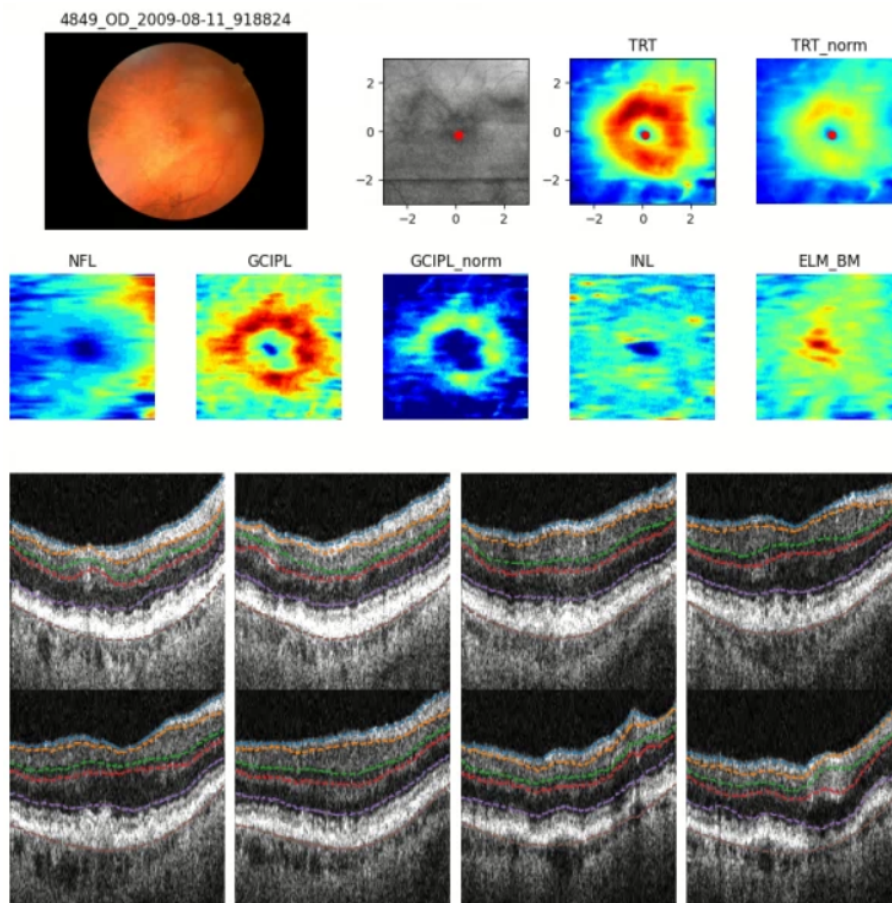 4849_OD_2009-08-11_918824
TRT
TRT_norm
2
0
−2
−2
0
2
2
0
−2
−2
0
2
NFL
GCIPL
GCIPL_norm
INL
ELM_BM